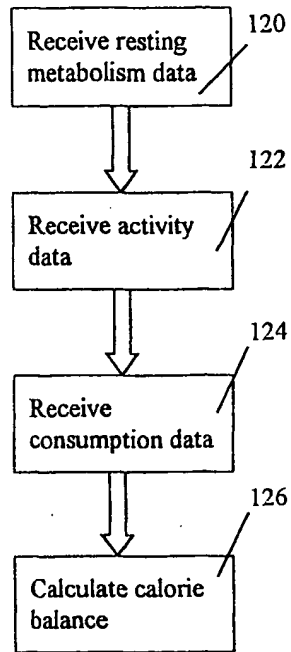 120
Receive resting
metabolism data
122
Receive activity
data
124
Receive
consumption data
126
Calculate calorie
balance